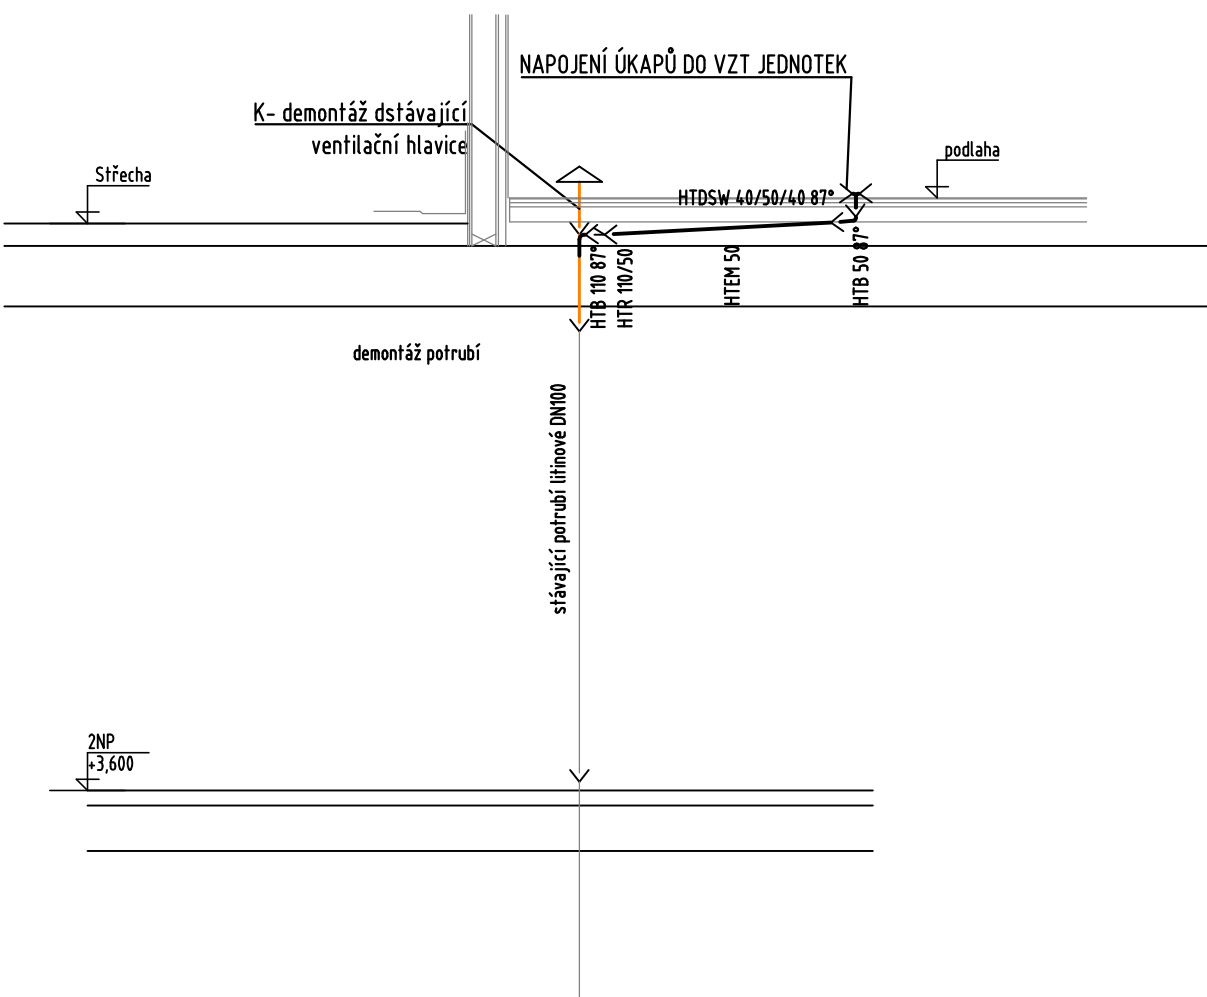 NAPOJENÍ ÚKAPŮ DO VZT JEDNOTEK
K- demontáž dstávající
ventilační hlavice
Střecha
podlaha
HTDSW 40/50/40 87°
HTB 110 87°
HTR 110/50
HTEM 50
HTB 50 87°
demontáž potrubí
stávající potrubí litinové DN100
2NP
+3,600